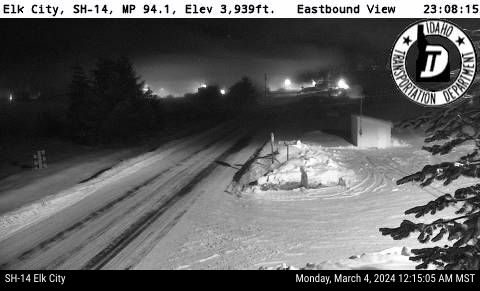 Elk City, SH-14, MP 94.1, Elev 3,939ft. Eastbound View 23:08:15
IDAHO
TRANSPORTATION DEPARTMENT
SH-14 Elk City Monday, March 4, 2024 12:15:05 AM MST